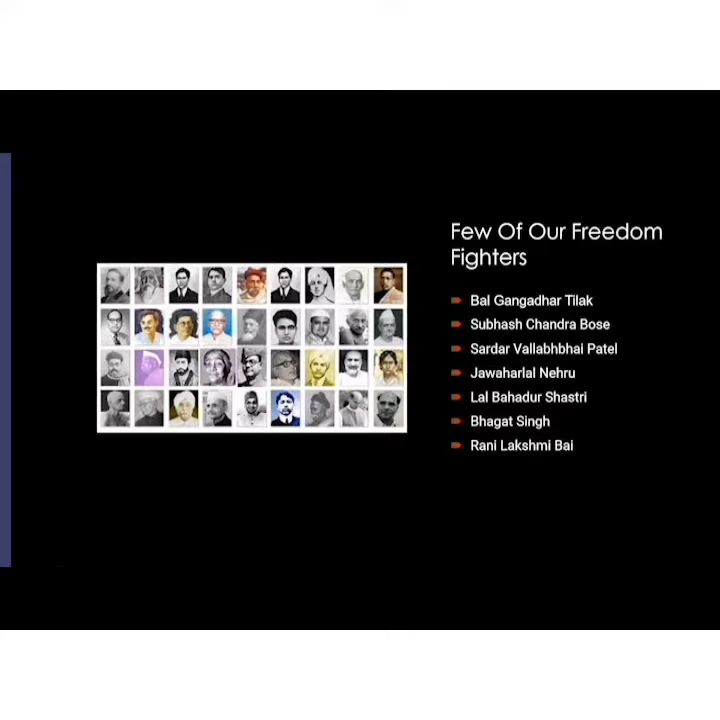 Few Of Our Freedom
Fighters
Bal Gangadhar Tilak
Subhash Chandra Bose
Sardar Vallabhbhai Patel
Jawaharlal Nehru
Lal Bahadur Shastri
Bhagat Singh
Rani Lakshmi Bai